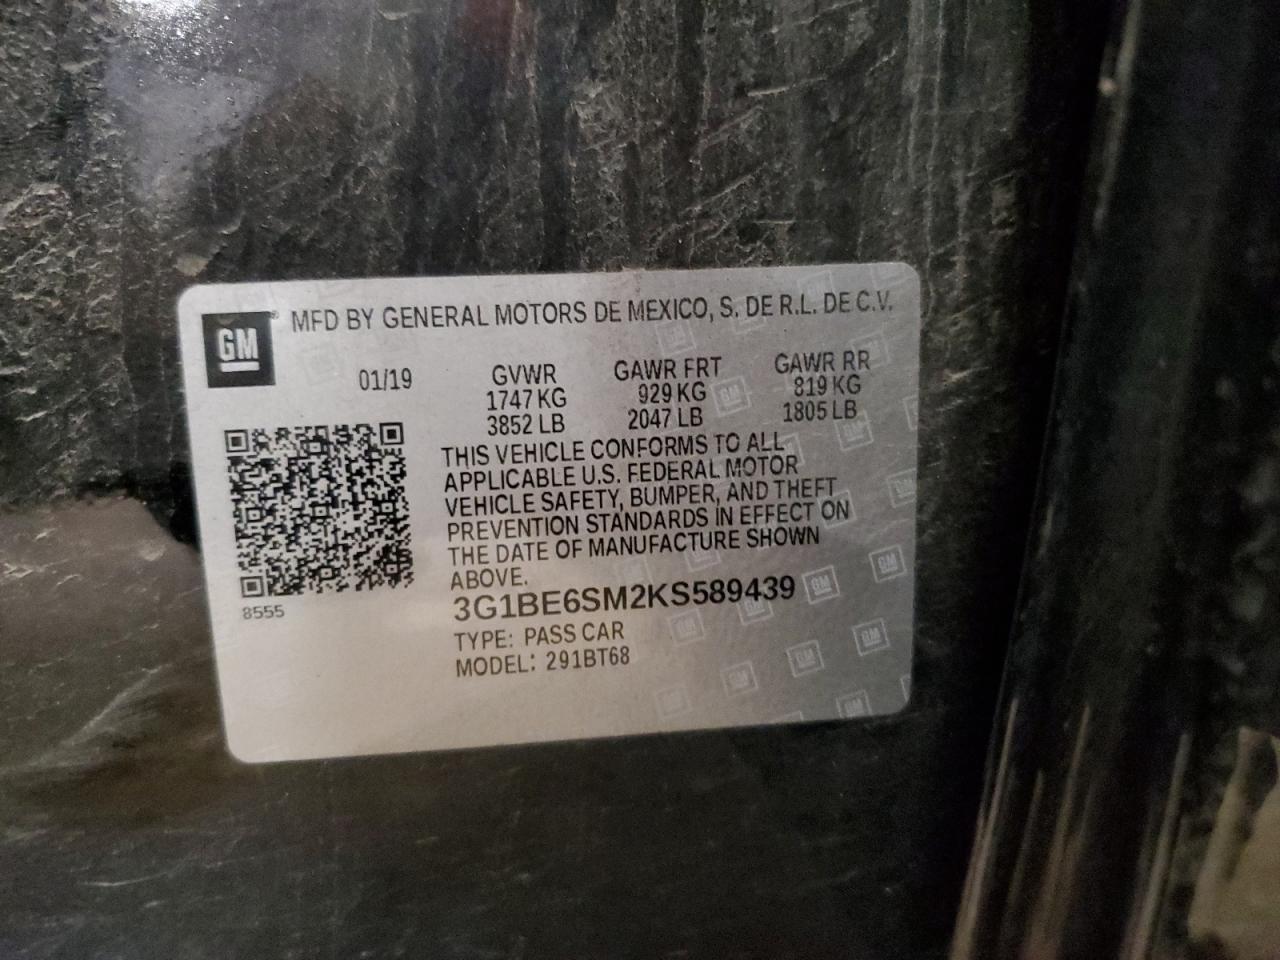 GM ® MFD BY GENERAL MOTORS DE MEXICO, S. DE R.L. DE C.V.
01/19 GVWR GAWR FRT GAWR RR
1747 KG 929 KG 819 KG
3852 LB 2047 LB 1805 LB
THIS VEHICLE CONFORMS TO ALL
APPLICABLE U.S. FEDERAL MOTOR
VEHICLE SAFETY, BUMPER, AND THEFT
PREVENTION STANDARDS IN EFFECT ON
THE DATE OF MANUFACTURE SHOWN
ABOVE.
8555
3G1BE6SM2KS589439
TYPE: PASS CAR
MODEL: 291BT68